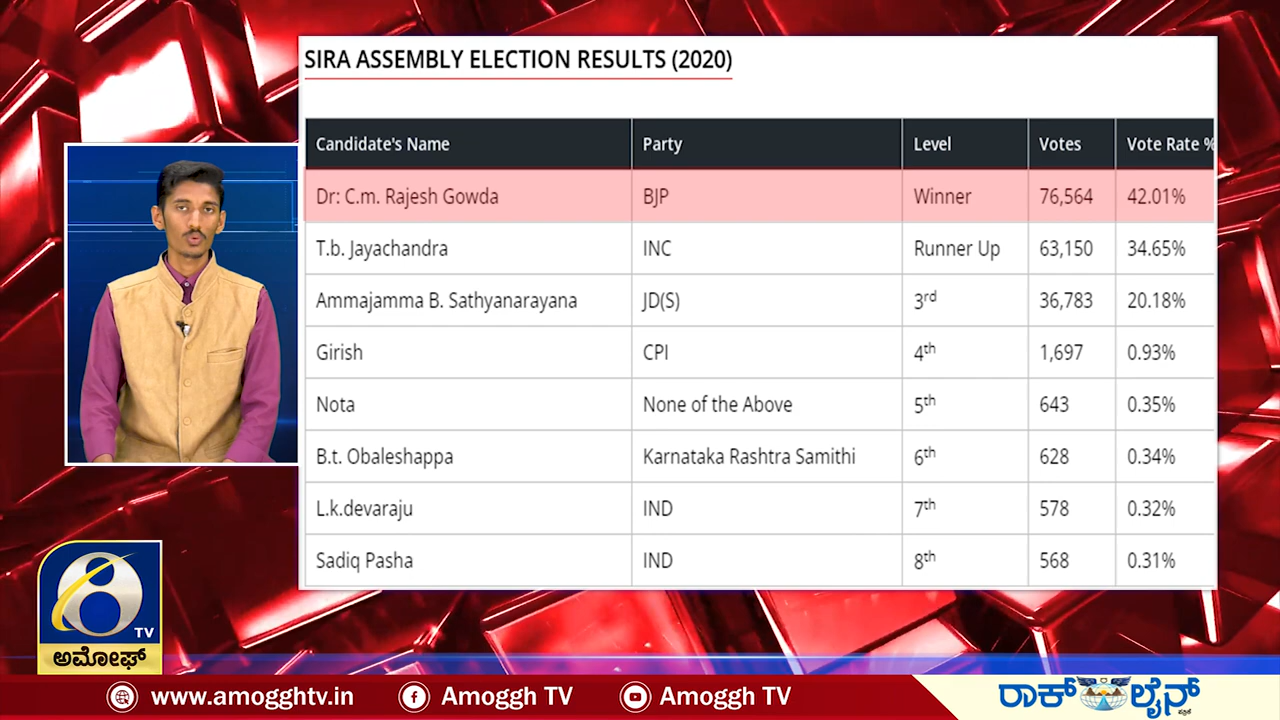 SIRA ASSEMBLY ELECTION RESULTS (2020)
Candidate's Name Party Level Votes Vote Rate %
Dr: C.m. Rajesh Gowda BJP Winner 76,564 42.01%
T.b. Jayachandra INC Runner Up 63,150 34.65%
Ammajamma B. Sathyanarayana JD(S) 3rd 36,783 20.18%
Girish CPI 4th 1,697 0.93%
Nota None of the Above 5th 643 0.35%
B.t. Obaleshappa Karnataka Rashtra Samithi 6th 628 0.34%
L.k.devaraju IND 7th 578 0.32%
Sadiq Pasha IND 8th 568 0.31%
8 TV
ಅಮೋಘ್
www.amogghtv.in Amoggh TV Amoggh TV
ರಾಕ್ ಲೈನ್